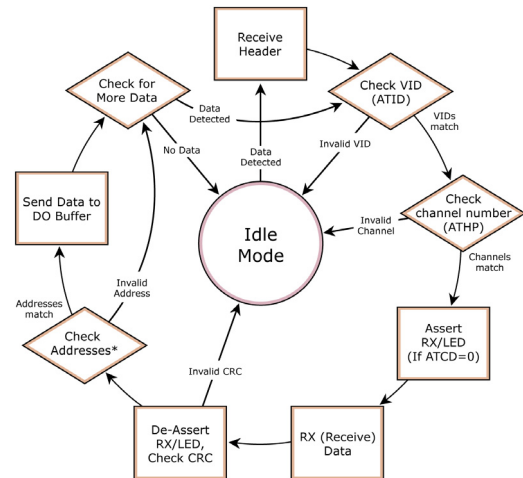 Receive
Header
Check for
More Data
Check VID
(ATID)
Data
Detected
VIDs
match
No Data
Data
Detected
Invalid VID
Send Data to
DO Buffer
Check
channel number
(ATHP)
Invalid
Channel
Idle
Mode
Channels
match
Invalid
Address
Addresses
match
Assert
RX/LED
(If ATCD=0)
Check
Addresses*
Invalid CRC
De-Assert
RX/LED,
Check CRC
RX (Receive)
Data